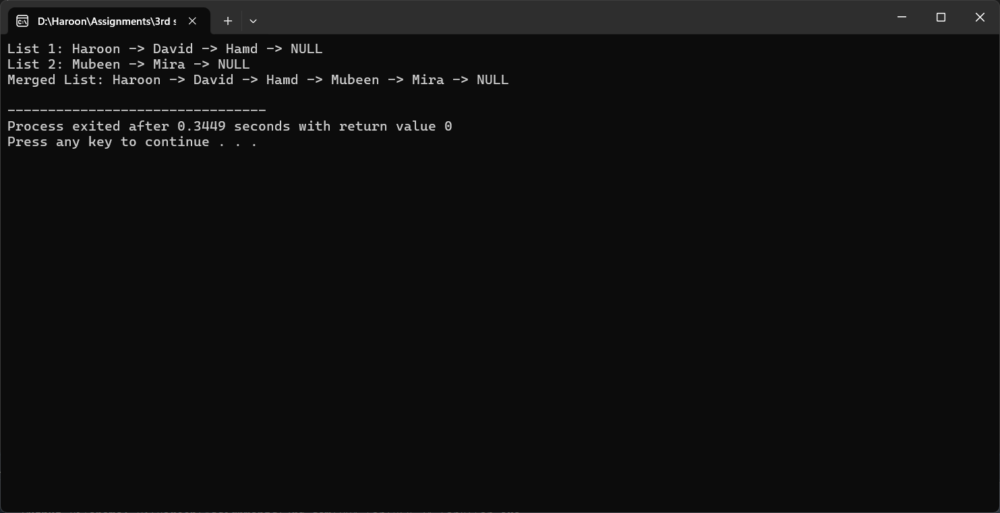 D:\Haroon\Assignments\3rd s
List 1: Haroon -> David -> Hamd -> NULL
List 2: Mubeen -> Mira -> NULL
Merged List: Haroon -> David -> Hamd -> Mubeen -> Mira -> NULL
--------------------------------
Process exited after 0.3449 seconds with return value 0
Press any key to continue . . .